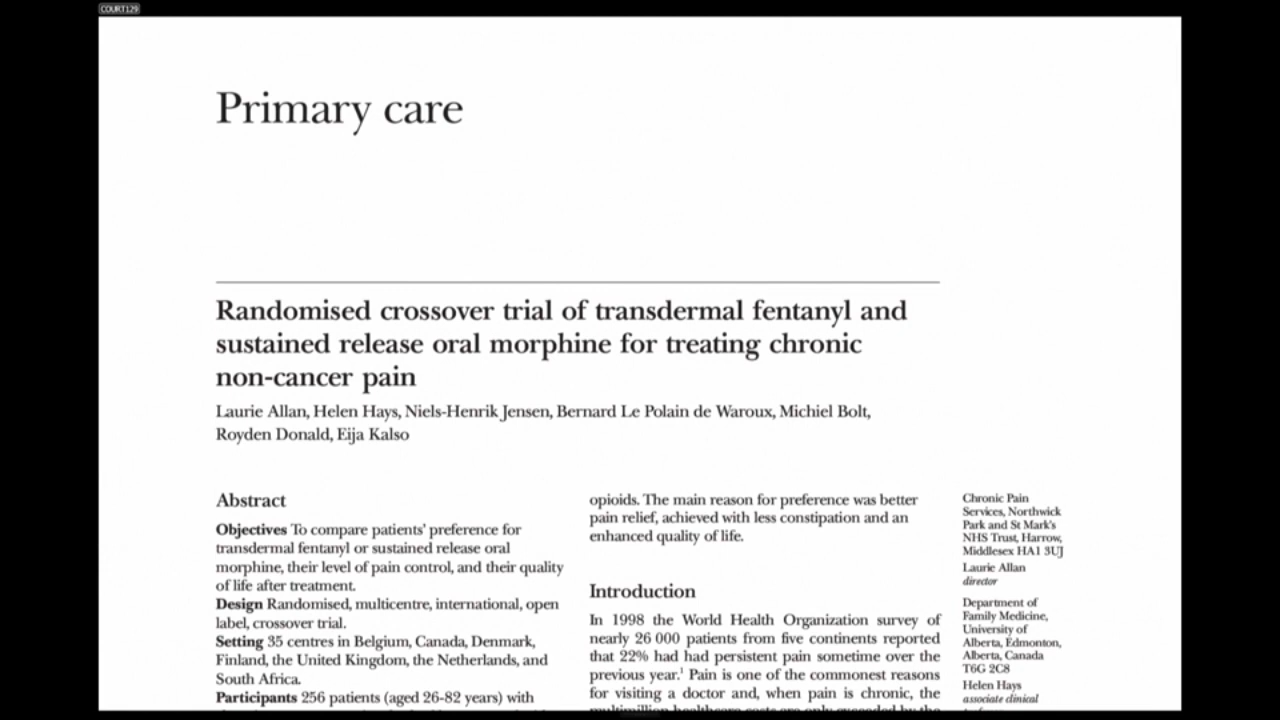 COURT129
Primary care
Randomised crossover trial of transdermal fentanyl and
sustained release oral morphine for treating chronic
non-cancer pain
Laurie Allan, Helen Hays, Niels-Henrik Jensen, Bernard Le Polain de Waroux, Michiel Bolt,
Royden Donald, Eija Kalso
Abstract
Objectives To compare patients' preference for
transdermal fentanyl or sustained release oral
morphine, their level of pain control, and their quality
of life after treatment.
Design Randomised, multicentre, international, open
label, crossover trial.
Setting 35 centres in Belgium, Canada, Denmark,
Finland, the United Kingdom, the Netherlands, and
South Africa.
Participants 256 patients (aged 26-82 years) with
opioids. The main reason for preference was better
pain relief, achieved with less constipation and an
enhanced quality of life.
Introduction
In 1998 the World Health Organization survey of
nearly 26 000 patients from five continents reported
that 22% had had persistent pain sometime over the
previous year.¹ Pain is one of the commonest reasons
for visiting a doctor and, when pain is chronic, the
multimillion healthcare costs are only exceeded by the
Chronic Pain
Services, Northwick
Park and St Mark's
NHS Trust, Harrow,
Middlesex HA1 3UJ
Laurie Allan
director
Department of
Family Medicine,
University of
Alberta, Edmonton,
Alberta, Canada
T6G 2C8
Helen Hays
associate clinical